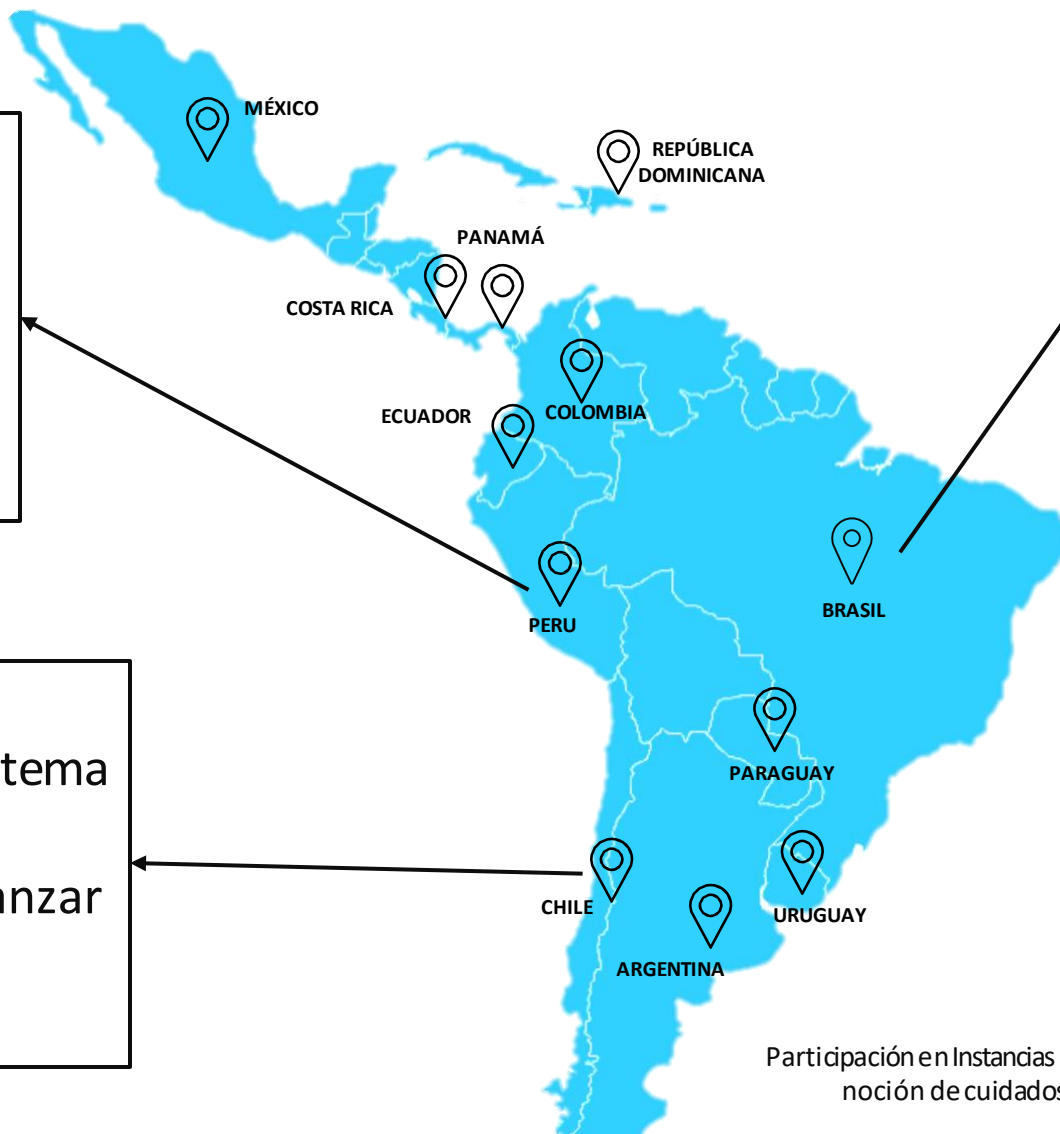 MÉXICO
REPÚBLICA
DOMINICANA
PANAMÁ
COSTA RICA
ECUADOR
COLOMBIA
PERU
BRASIL
tema
PARAGUAY
anzar
CHILE
URUGUAY
ARGENTINA
Participación en Instancias
noción de cuidados